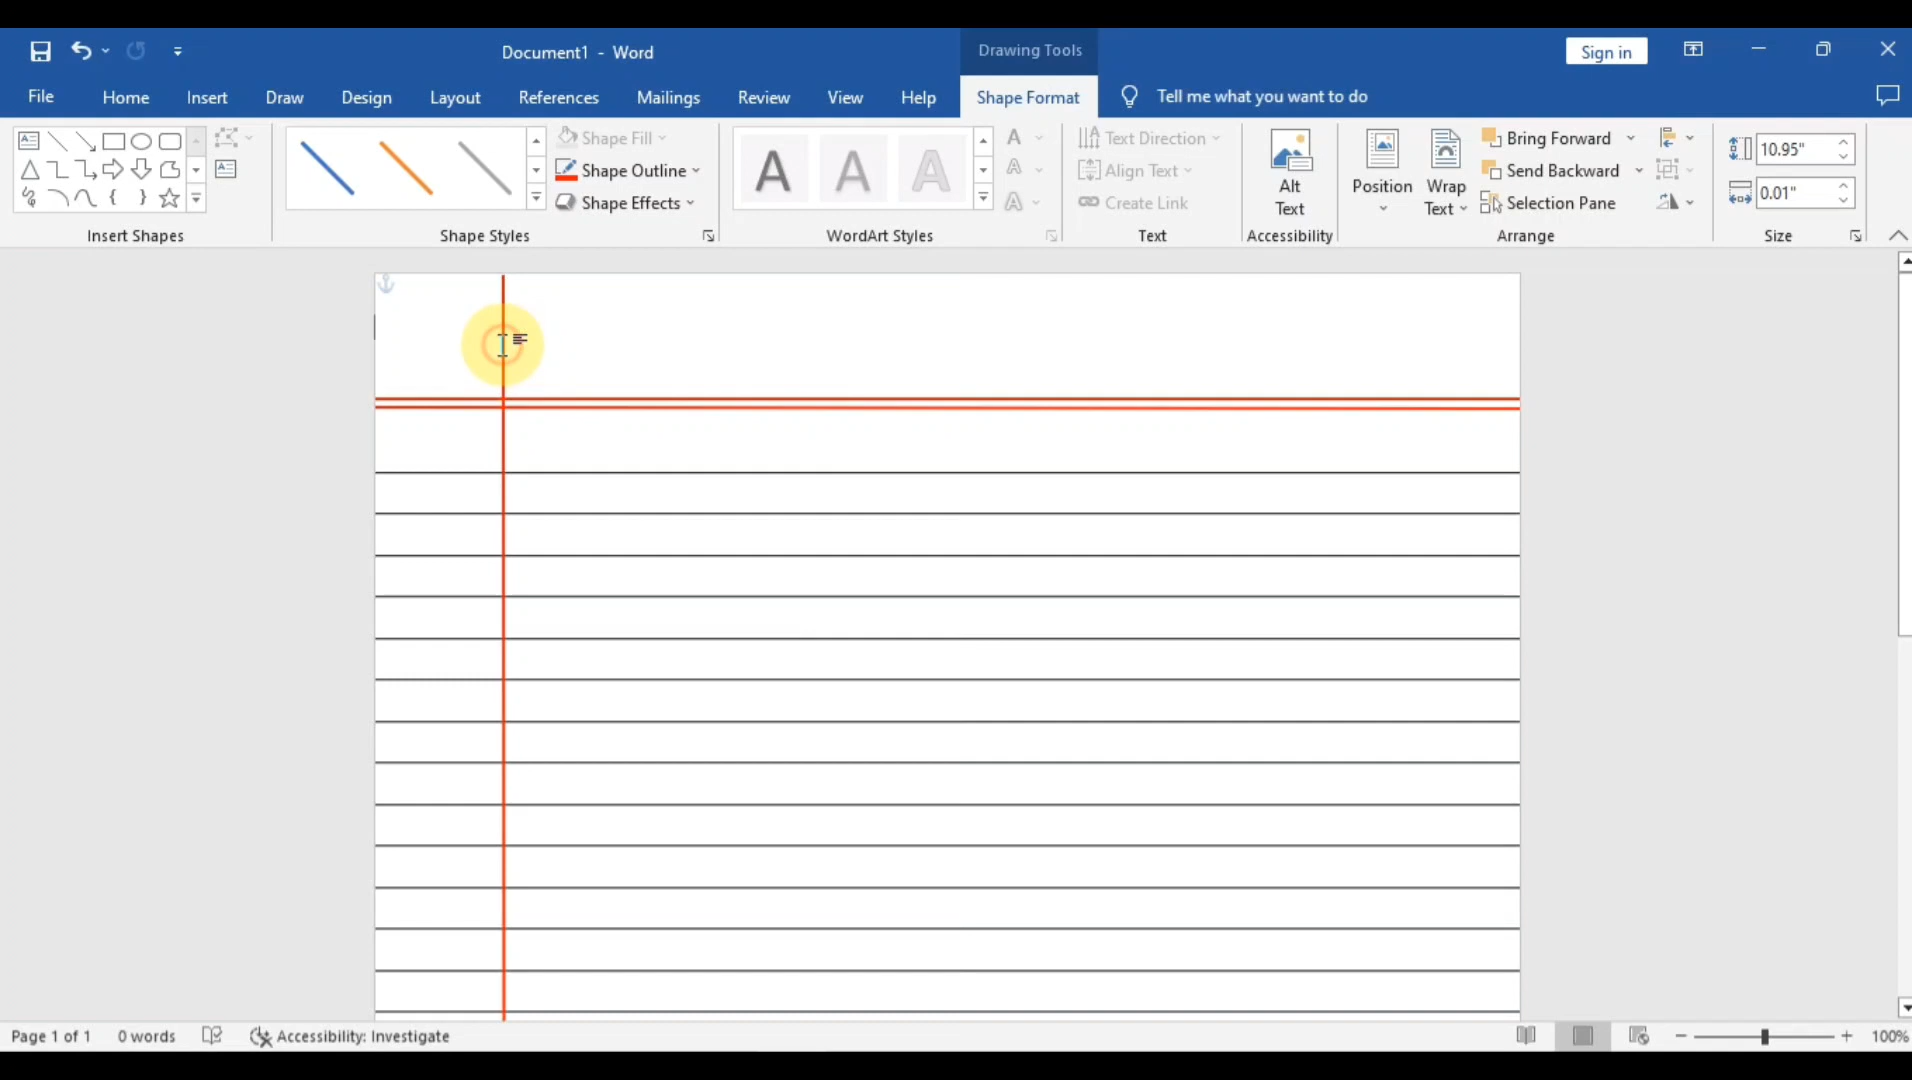 Document1 - Word
Drawing Tools
Sign in
File Home Insert Draw Design Layout References Mailings Review View Help Shape Format Tell me what you want to do
Shape Fill
Shape Outline
Shape Effects
Text Direction
Align Text
Create Link
Alt Text
Position
Wrap Text
Bring Forward
Send Backward
Selection Pane
10.95"
0.01"
Insert Shapes Shape Styles WordArt Styles Text Accessibility Arrange Size
Page 1 of 1 0 words Accessibility: Investigate 100%